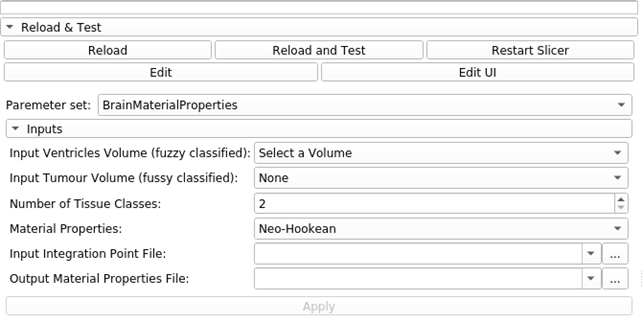 Reload & Test
Reload Reload and Test Restart Slicer
Edit Edit UI
Paremeter set: BrainMaterialProperties
Inputs
Input Ventricles Volume (fuzzy classified): Select a Volume
Input Tumour Volume (fussy classified): None
Number of Tissue Classes: 2
Material Properties: Neo-Hookean
Input Integration Point File: ...
Output Material Properties File: ...
Apply